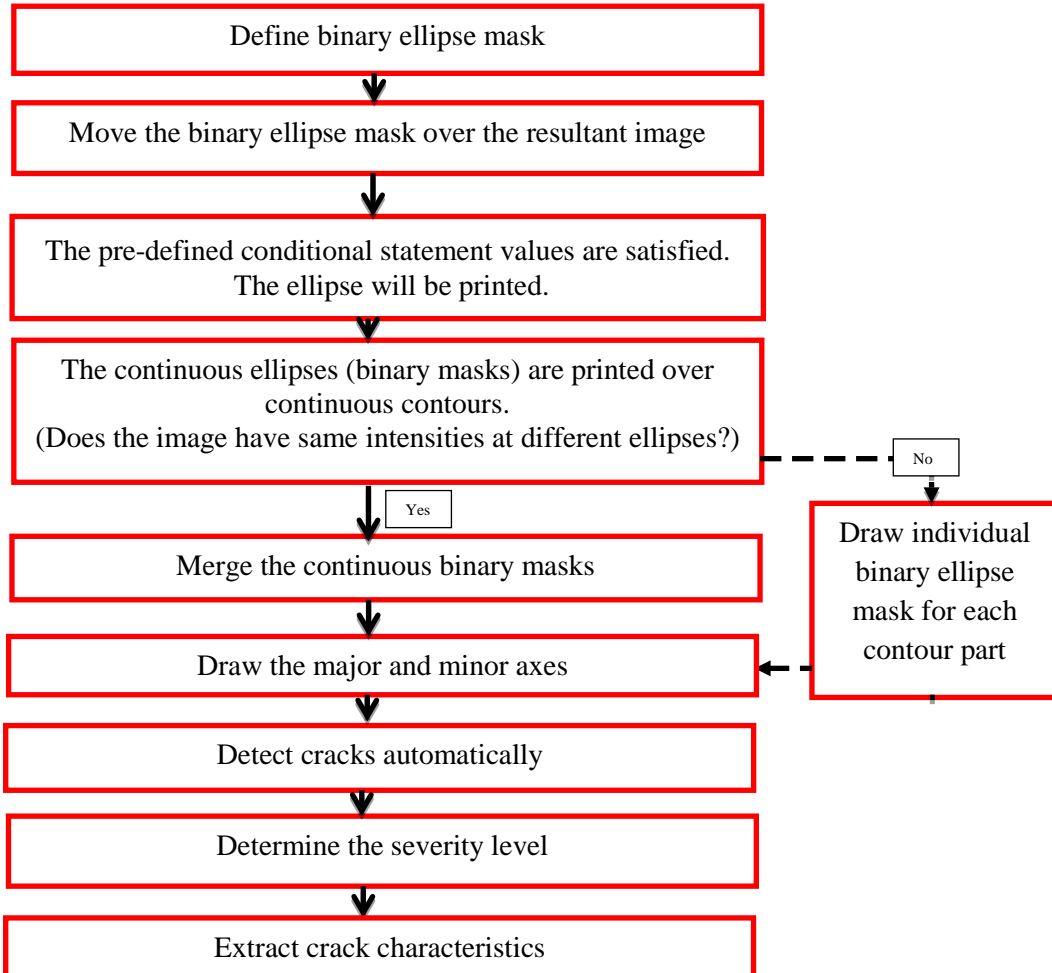 Define binary ellipse mask
Move the binary ellipse mask over the resultant image
The pre-defined conditional statement values are satisfied.
The ellipse will be printed.
The continuous ellipses (binary masks) are printed over
continuous contours.
(Does the image have same intensities at different ellipses?)
No
Yes
Draw individual
binary ellipse
mask for each
contour part
Merge the continuous binary masks
Draw the major and minor axes
Detect cracks automatically
Determine the severity level
Extract crack characteristics